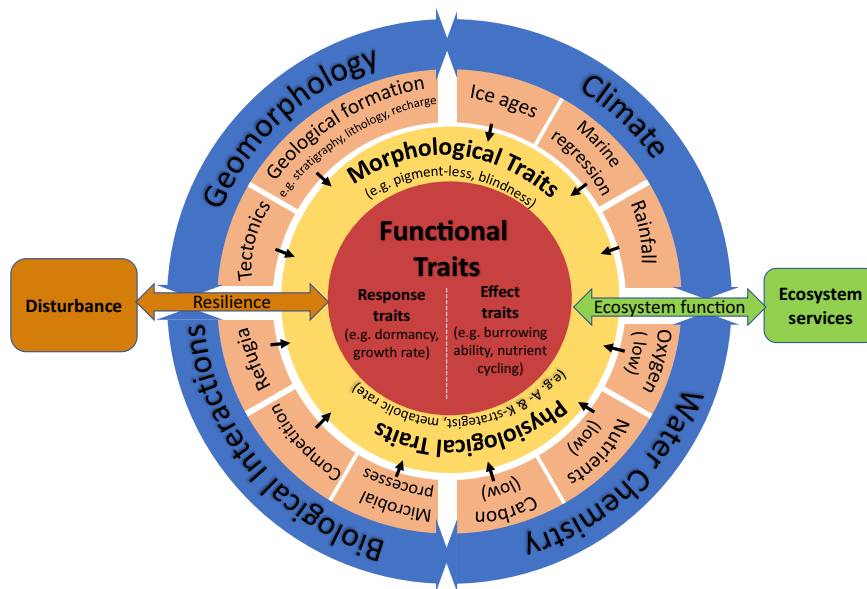 Geomorphology
Climate
Geological formation
e.g. stratigraphy, lithology, recharge
Tectonics
Ice ages
Marine
regression
Rainfall
Morphological Traits
(e.g. pigment-less, blindness)
Functional
Traits
Response
traits
(e.g. dormancy,
growth rate)
Effect
traits
(e.g. burrowing
ability, nutrient
cycling)
Disturbance
Resilience
Ecosystem function
Ecosystem
services
Refugia
Competition
Microbial
processes
Biological Interactions
(e.g. A- & K-strategist, metabolic rate)
Physiological Traits
Oxygen
(low)
Nutrients
(low)
Carbon
(low)
Water Chemistry